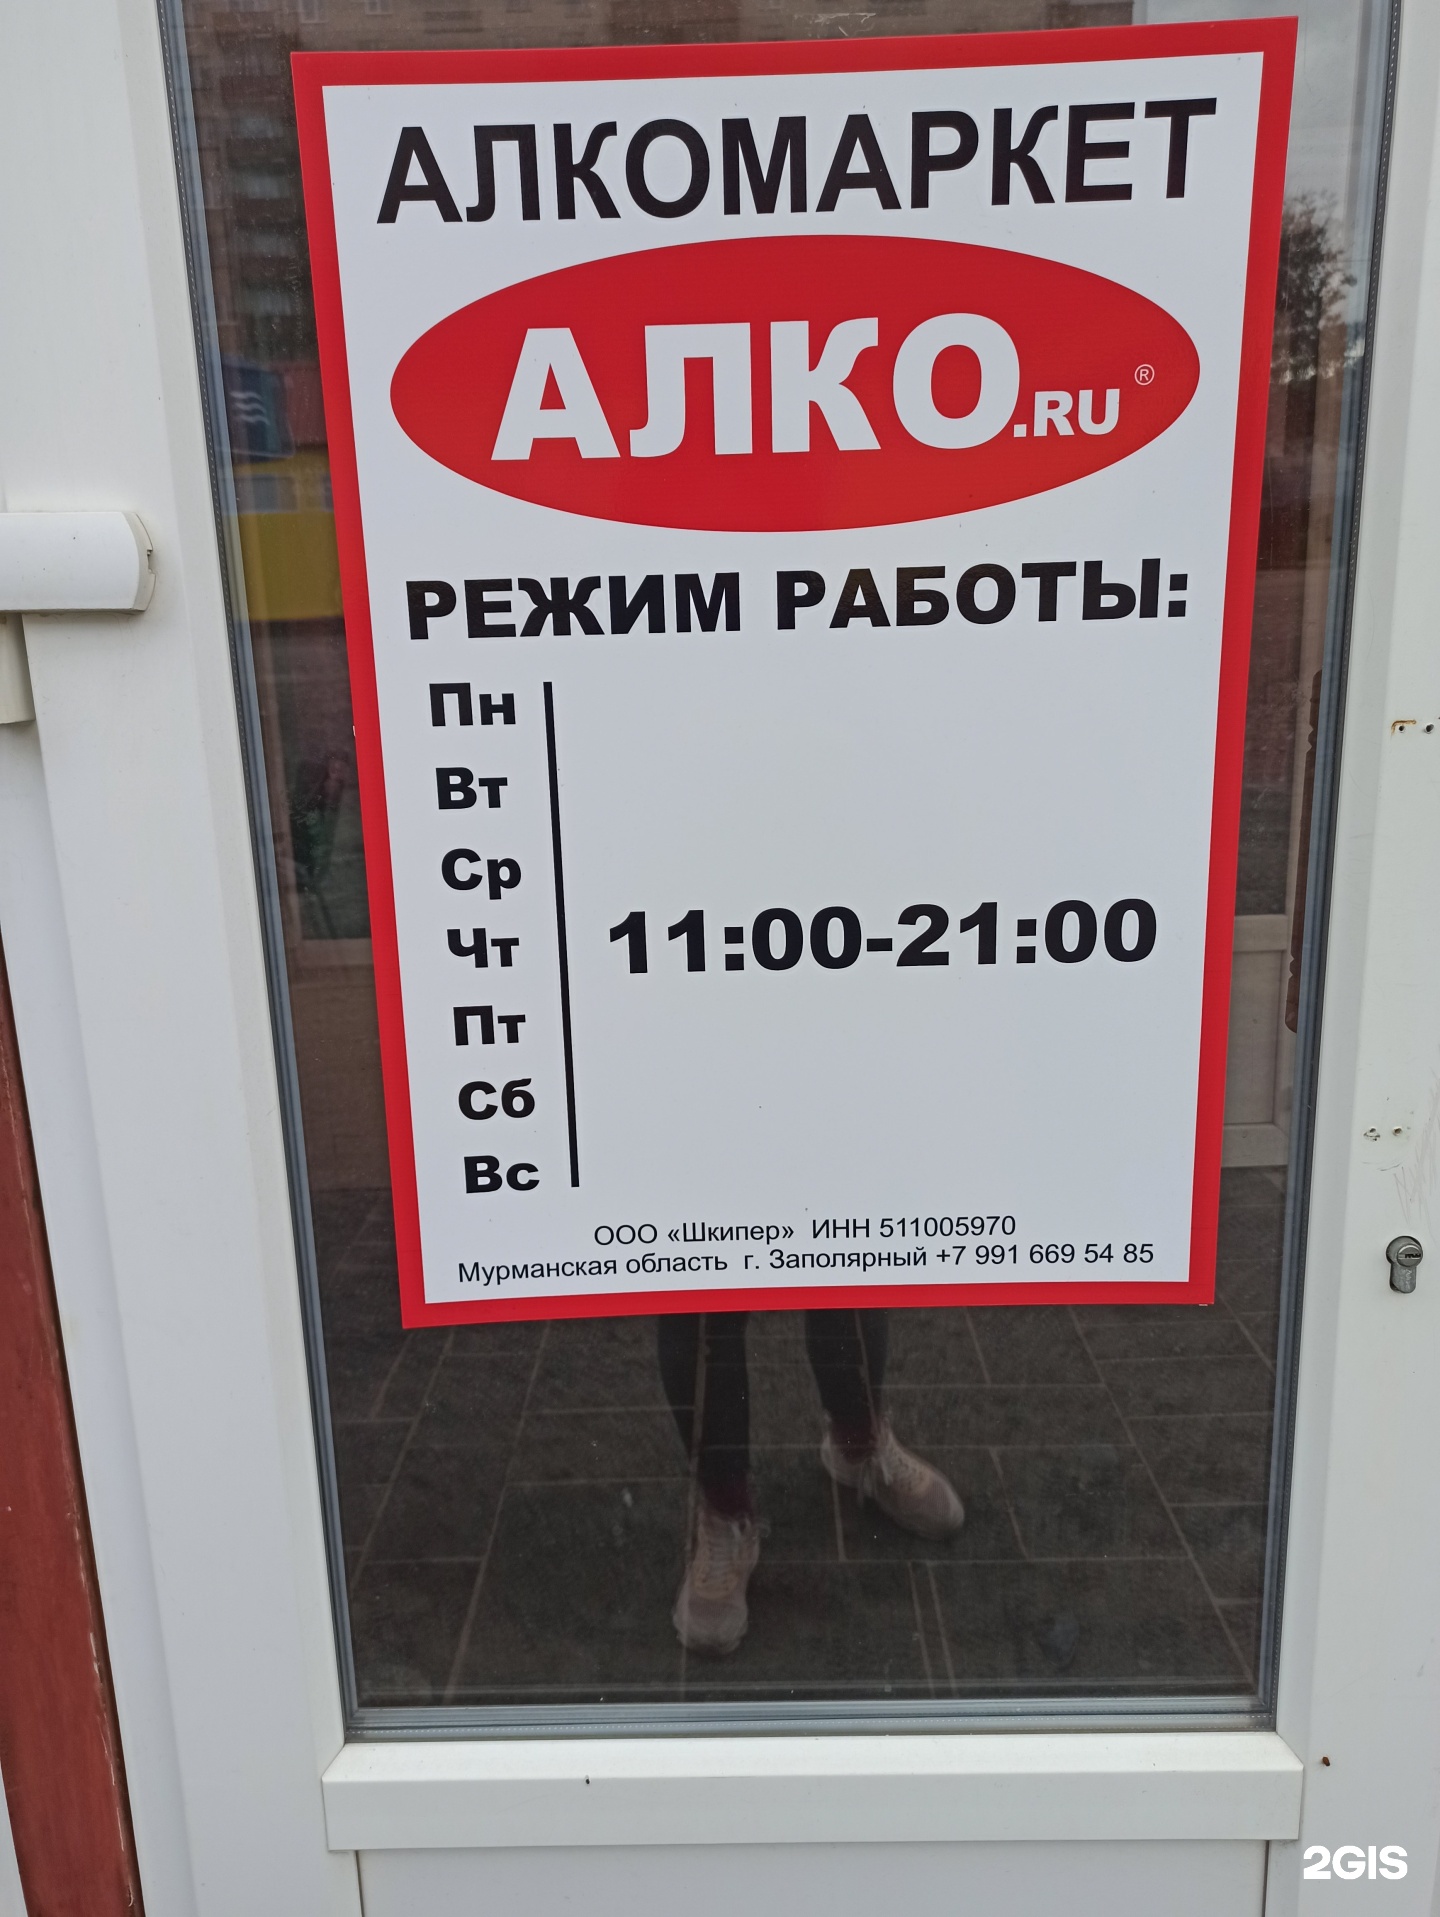 АЛКОМАРКЕТ
АЛКО.RU ®
РЕЖИМ РАБОТЫ:
Пн
Вт
Ср
Чт
11:00-21:00
Пт
Сб
Вс
ООО «Шкипер» ИНН 511005970
Мурманская область г. Заполярный +7 991 669 54 85
2GIS